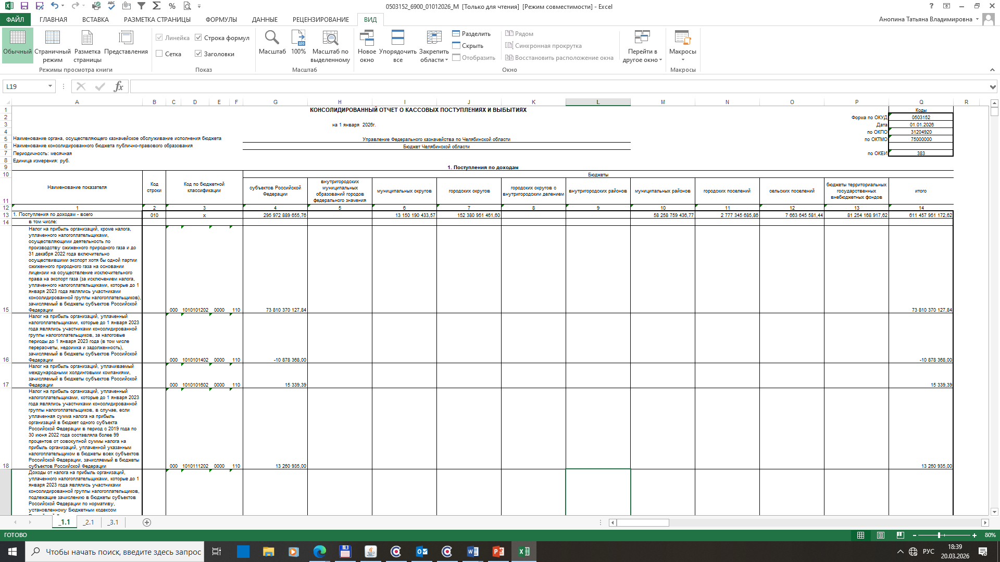 0503152_6900_01012026_M [Только для чтения] [Режим совместимости] - Excel
ФАЙЛ ГЛАВНАЯ ВСТАВКА РАЗМЕТКА СТРАНИЦЫ ФОРМУЛЫ ДАННЫЕ РЕЦЕНЗИРОВАНИЕ ВИД Анопина Татьяна Владимировна
Обычный Страничный режим Разметка страницы Представления
Режимы просмотра книги
Линейка Строка формул
Сетка Заголовки
Показ
Масштаб 100% Масштаб по выделенному
Масштаб
Новое окно Упорядочить все Закрепить области
Разделить
Скрыть
Отобразить
Рядом
Синхронная прокрутка
Восстановить расположение окна
Окно
Перейти в другое окно
Макросы
Макросы
L19
A B C D E F G H I J K L M N O P Q R
1 КОНСОЛИДИРОВАННЫЙ ОТЧЕТ О КАССОВЫХ ПОСТУПЛЕНИЯХ И ВЫБЫТИЯХ Коды
2 Форма по ОКУД 0503152
3 на 1 января 2026г. Дата 01.01.2026
4 по ОКПО 31204920
5 Наименование органа, осуществляющего казначейское обслуживание исполнения бюджета Управление Федерального казначейства по Челябинской области по ОКТМО 75000000
6 Наименование консолидированного бюджета публично-правового образования Бюджет Челябинской области
7 Периодичность: месячная по ОКЕИ 383
8 Единица измерения: руб.
9 1. Поступления по доходам
10 Бюджеты
11 Наименование показателя
Код строки
Код по бюджетной классификации
субъектов Российской Федерации
внутригородских муниципальных образований городов федерального значения
муниципальных округов
городских округов
городских округов с внутригородским делением
внутригородских районов
муниципальных районов
городских поселений
сельских поселений
бюджеты территориальных государственных внебюджетных фондов
итого
12 1 2 3 4 5 6 7 8 9 10 11 12 13 14
13 1. Поступления по доходам - всего 010 x 295 972 889 655,76 13 150 190 433,57 152 380 951 461,60 58 258 759 436,77 2 777 345 685,86 7 663 645 581,44 81 254 168 917,62 611 457 951 172,62
14 в том числе:
Налог на прибыль организаций, кроме налога,
уплаченного налогоплательщиками,
осуществляющими деятельность по
производству сжиженного природного газа и до
31 декабря 2022 года включительно
осуществившими экспорт хотя бы одной партии
сжиженного природного газа на основании
лицензии на осуществление исключительного
права на экспорт газа (за исключением налога,
уплаченного налогоплательщиками, которые до 1
января 2023 года являлись участниками
консолидированной группы налогоплательщиков),
зачисляемый в бюджеты субъектов Российской
15 Федерации 000 1010101202 0000 110 73 810 370 127,84 73 810 370 127,84
Налог на прибыль организаций, уплаченный
налогоплательщиками, которые до 1 января 2023
года являлись участниками консолидированной
группы налогоплательщиков, за налоговые
периоды до 1 января 2023 года (в том числе
перерасчеты, недоимка и задолженность),
зачисляемый в бюджеты субъектов Российской
16 Федерации 000 1010101402 0000 110 -10 878 368,00 -10 878 368,00
Налог на прибыль организаций, уплачиваемый
международными холдинговыми компаниями,
зачисляемый в бюджеты субъектов Российской
17 Федерации 000 1010101602 0000 110 15 339,39 15 339,39
Налог на прибыль организаций, уплаченный
налогоплательщиками, которые до 1 января 2023
года являлись участниками консолидированной
группы налогоплательщиков, в случае, если
уплаченная сумма налога на прибыль
организаций в бюджет одного субъекта
Российской Федерации в период с 2019 года по
30 июня 2022 года составляла более 99
процентов от совокупной суммы налога на
прибыль организаций, уплаченной указанным
налогоплательщиком в бюджеты всех субъектов
Российской Федерации, зачисляемый в бюджеты
18 субъектов Российской Федерации 000 1010111202 0000 110 13 260 935,00 13 260 935,00
Доходы от налога на прибыль организаций,
уплаченного налогоплательщиками, которые до 1
января 2023 года являлись участниками
консолидированной группы налогоплательщиков,
подлежащие зачислению в бюджеты субъектов
Российской Федерации по нормативу,
установленному Бюджетным кодексом
_1.1 _2.1 _3.1
ГОТОВО 80%
Чтобы начать поиск, введите здесь запрос
РУС 18:39
20.03.2026